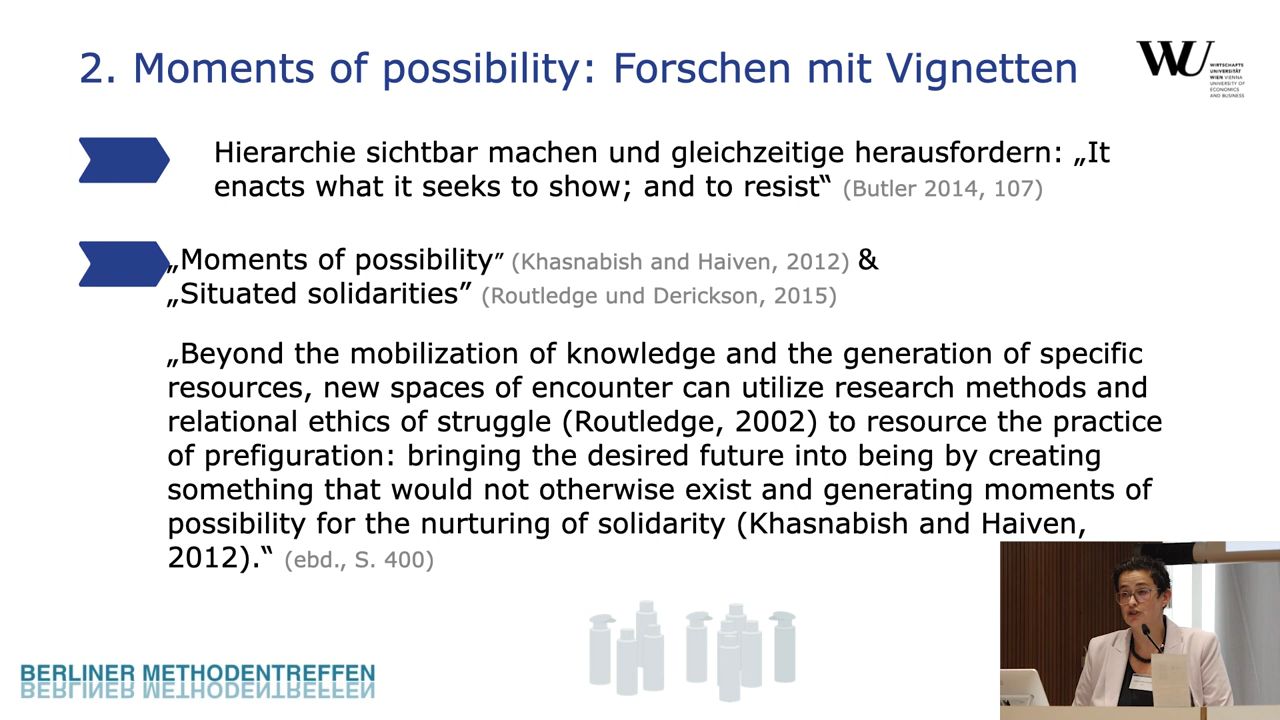 2. Moments of possibility: Forschen mit Vignetten
WU
WIRTSCHAFTS
UNIVERSITÄT
WIEN VIENNA
UNIVERSITY OF
ECONOMICS
AND BUSINESS
Hierarchie sichtbar machen und gleichzeitige herausfordern: „It
enacts what it seeks to show; and to resist“ (Butler 2014, 107)
„Moments of possibility” (Khasnabish and Haiven, 2012) &
„Situated solidarities” (Routledge und Derickson, 2015)
„Beyond the mobilization of knowledge and the generation of specific
resources, new spaces of encounter can utilize research methods and
relational ethics of struggle (Routledge, 2002) to resource the practice
of prefiguration: bringing the desired future into being by creating
something that would not otherwise exist and generating moments of
possibility for the nurturing of solidarity (Khasnabish and Haiven,
2012).“ (ebd., S. 400)
BERLINER METHODENTREFFEN